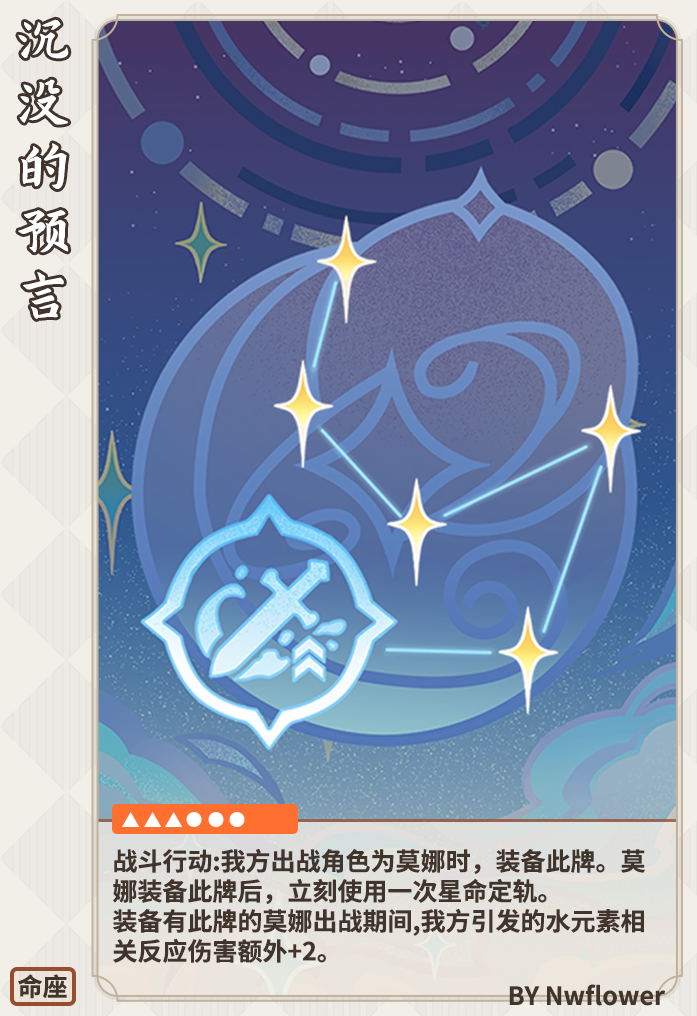 沉没的预言
战斗行动:我方出战角色为莫娜时，装备此牌。莫
娜装备此牌后，立刻使用一次星命定轨。
装备有此牌的莫娜出战期间,我方引发的水元素相
关反应伤害额外+2。
命座
BY Nwflower